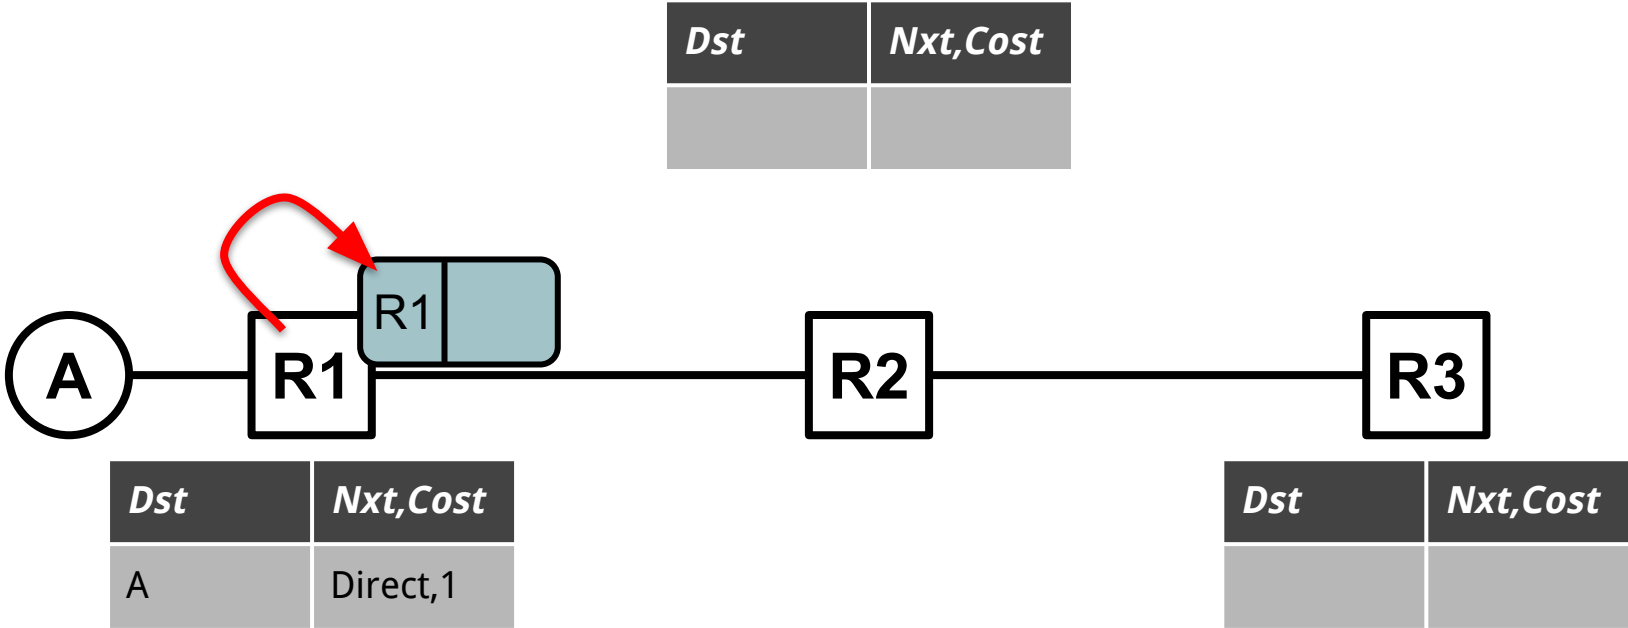 Dst Nxt,Cost
R1
A R1 R2 R3
Dst Nxt,Cost
A Direct,1
Dst Nxt,Cost